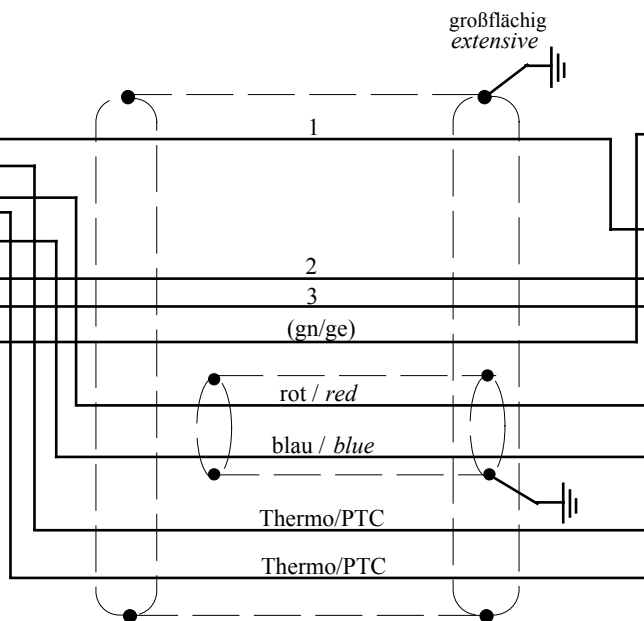 großflächig
extensive
1
2
3
(gn/ge)
rot / red
blau / blue
Thermo/PTC
Thermo/PTC